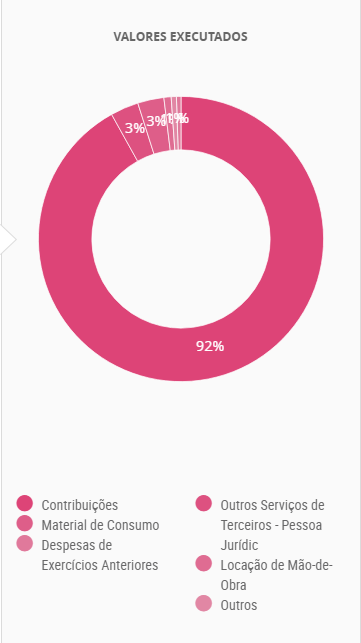 VALORES EXECUTADOS
3%
3%
92%
Contribuições
Material de Consumo
Despesas de
Exercícios Anteriores
Outros Serviços de
Terceiros - Pessoa
Jurídic
Locação de Mão-de-
Obra
Outros